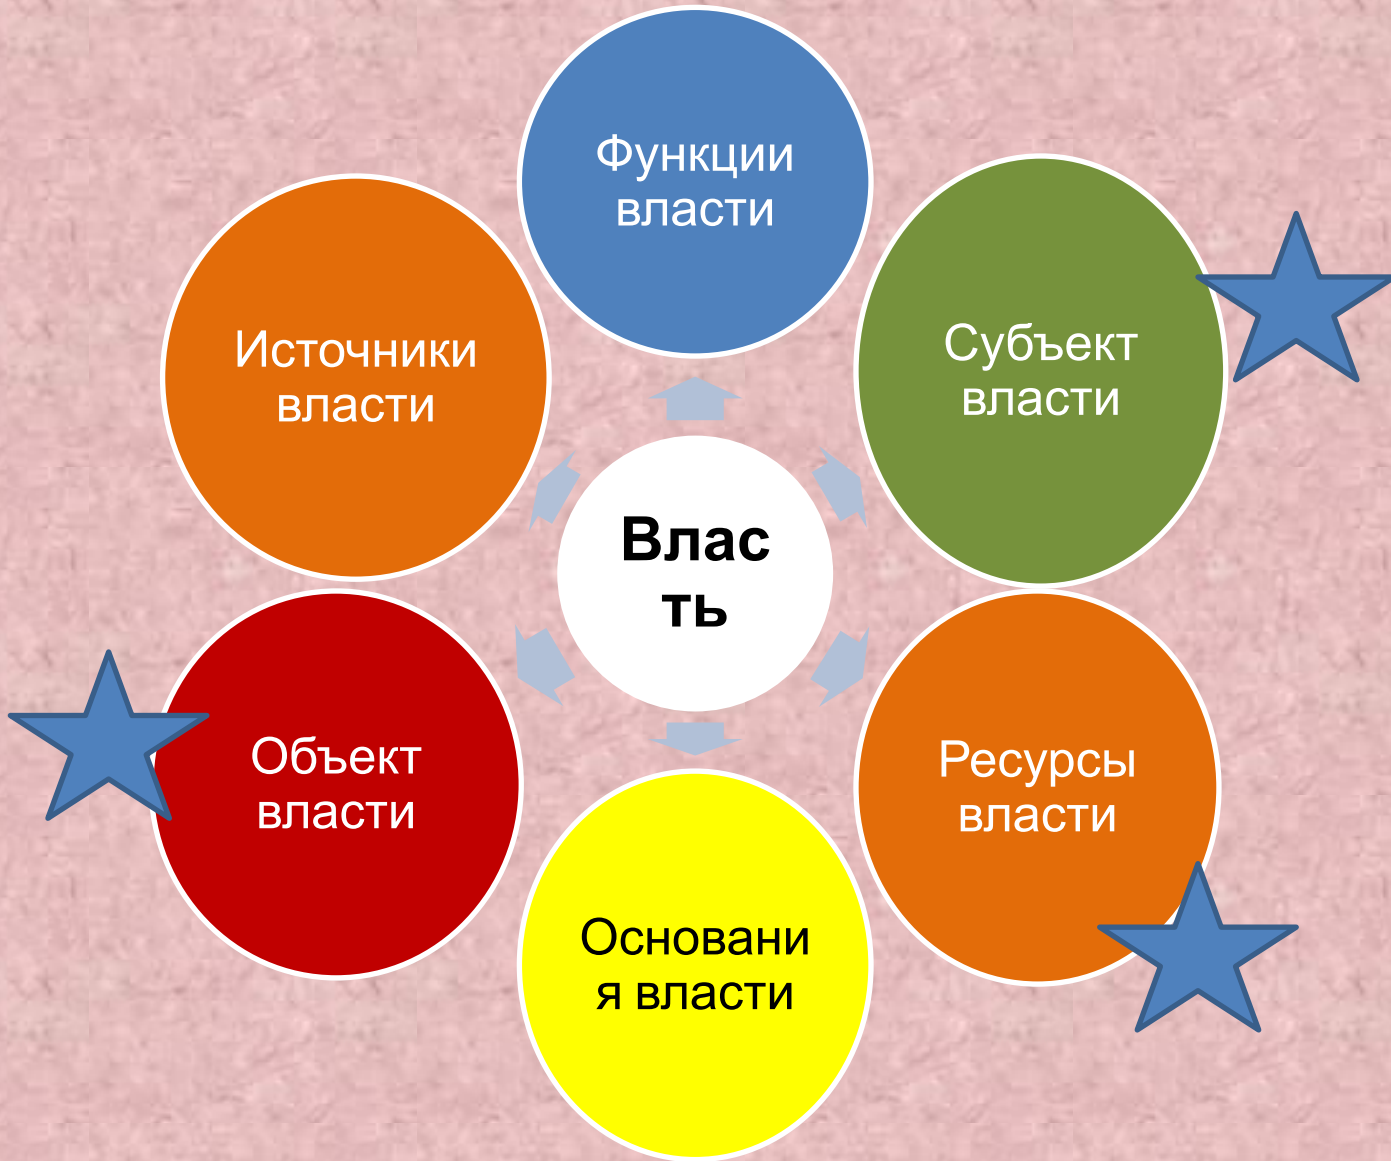 Функции
власти
Источники
власти
Субъект
власти
Влас
ть
Объект
власти
Ресурсы
власти
Основани
я власти